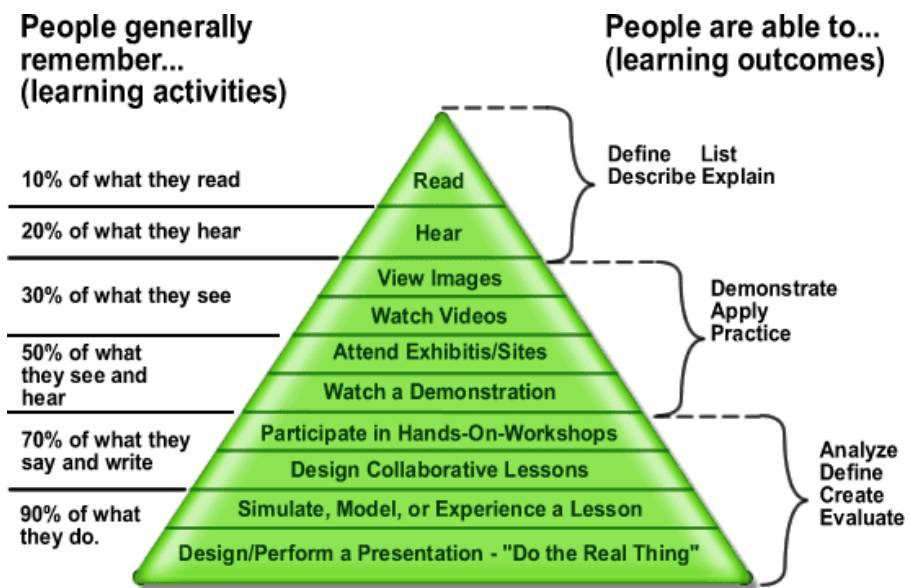 People generally
remember...
(learning activities)
People are able to...
(learning outcomes)
10% of what they read
20% of what they hear
30% of what they see
50% of what
they see and
hear
70% of what they
say and write
90% of what
they do.
Read
Hear
View Images
Watch Videos
Attend Exhibitis/Sites
Watch a Demonstration
Participate in Hands-On-Workshops
Design Collaborative Lessons
Simulate, Model, or Experience a Lesson
Design/Perform a Presentation - "Do the Real Thing"
Define List
Describe Explain
Demonstrate
Apply
Practice
Analyze
Define
Create
Evaluate